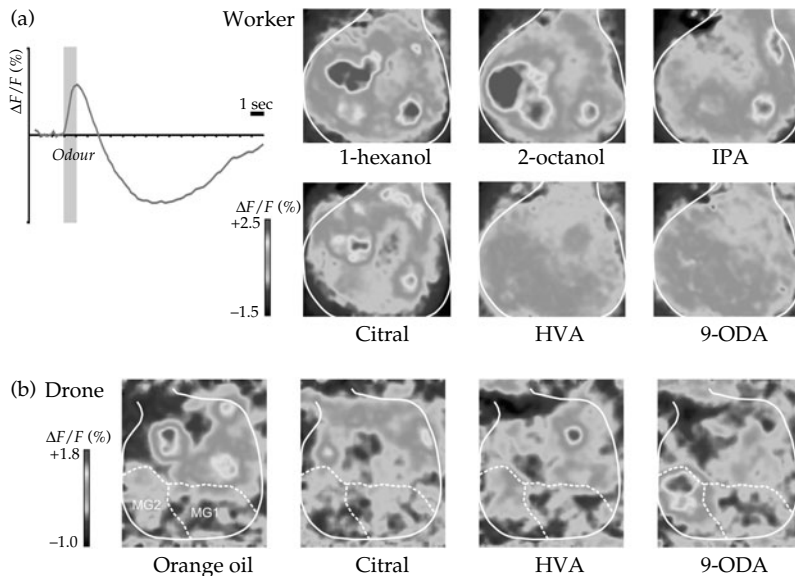 (a)
Worker
ΔF/F (%)
1 sec
Odour
1-hexanol
2-octanol
IPA
ΔF/F (%)
+2.5
–1.5
Citral
HVA
9-ODA
(b) Drone
ΔF/F (%)
+1.8
–1.0
MG2
MG1
Orange oil
Citral
HVA
9-ODA